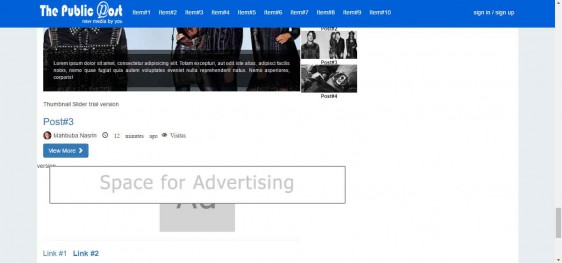 The Public Post
new media by you
Item#1 Item#2 Item#3 Item#4 Item#5 Item#6 Item#7 Item#8 Item#9 Item#10
sign in / sign up
Lorem ipsum dolor sit amet, consectetur adipisicing elit. Totam excepturi, aut odit iste alias, adipisci facilis
nobis, nemo quae fugiat quia autem voluptates eveniet nulla reprehenderit natus. Nemo asperiores,
corporis!
Post#2
Post#3
Post#4
Thumbnail Slider trial version
Post#3
Mahbuba Nasrin 12 minutes ago Visitas
View More
version
Space for Advertising
Ad
Link #1 Link #2